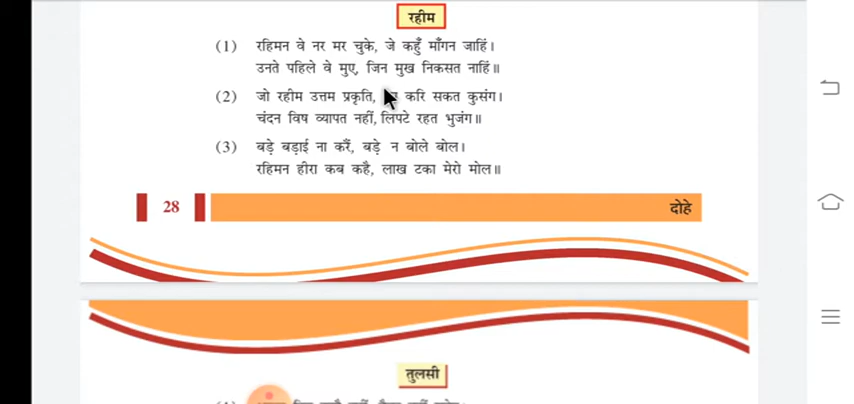 रहीम
(1) रहिमन वे नर मर चुके, जे कहुँ माँगन जाहिं।
उनते पहिले वे मुए, जिन मुख निकसत नाहिं॥
(2) जो रहीम उत्तम प्रकृति, करि सकत कुसंग।
चंदन विष व्यापत नहीं, लिपटे रहत भुजंग॥
(3) बड़े बड़ाई ना करैं, बड़े न बोले बोल।
रहिमन हीरा कब कहै, लाख टका मेरो मोल॥
28 दोहे
तुलसी